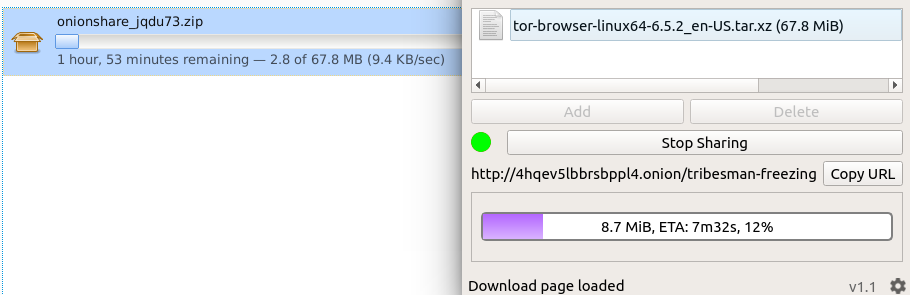 onionshare_jqdu73.zip
1 hour, 53 minutes remaining — 2.8 of 67.8 MB (9.4 KB/sec)
tor-browser-linux64-6.5.2_en-US.tar.xz (67.8 MiB)
Add
Delete
Stop Sharing
http://4hqev5lbbrsbppl4.onion/tribesman-freezing
Copy URL
8.7 MiB, ETA: 7m32s, 12%
Download page loaded
v1.1